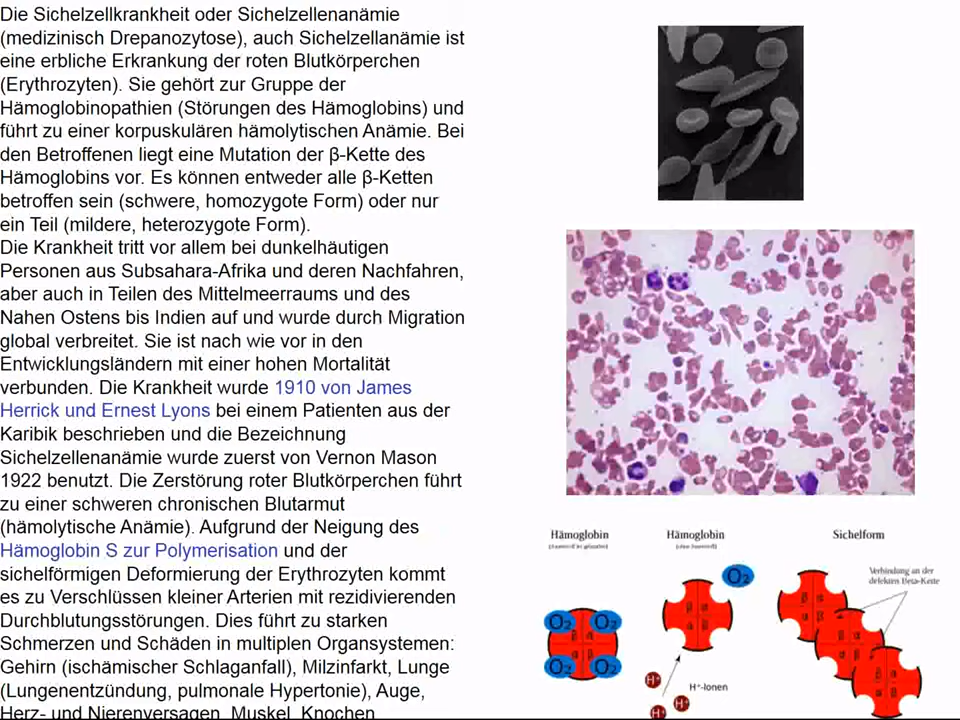 Die Sichelzellkrankheit oder Sichelzellenanämie
(medizinisch Drepanozytose), auch Sichelzellanämie ist
eine erbliche Erkrankung der roten Blutkörperchen
(Erythrozyten). Sie gehört zur Gruppe der
Hämoglobinopathien (Störungen des Hämoglobins) und
führt zu einer korpuskulären hämolytischen Anämie. Bei
den Betroffenen liegt eine Mutation der β-Kette des
Hämoglobins vor. Es können entweder alle β-Ketten
betroffen sein (schwere, homozygote Form) oder nur
ein Teil (mildere, heterozygote Form).
Die Krankheit tritt vor allem bei dunkelhäutigen
Personen aus Subsahara-Afrika und deren Nachfahren,
aber auch in Teilen des Mittelmeerraums und des
Nahen Ostens bis Indien auf und wurde durch Migration
global verbreitet. Sie ist nach wie vor in den
Entwicklungsländern mit einer hohen Mortalität
verbunden. Die Krankheit wurde 1910 von James
Herrick und Ernest Lyons bei einem Patienten aus der
Karibik beschrieben und die Bezeichnung
Sichelzellenanämie wurde zuerst von Vernon Mason
1922 benutzt. Die Zerstörung roter Blutkörperchen führt
zu einer schweren chronischen Blutarmut
(hämolytische Anämie). Aufgrund der Neigung des
Hämoglobin S zur Polymerisation und der
sichelförmigen Deformierung der Erythrozyten kommt
es zu Verschlüssen kleiner Arterien mit rezidivierenden
Durchblutungsstörungen. Dies führt zu starken
Schmerzen und Schäden in multiplen Organsystemen:
Gehirn (ischämischer Schlaganfall), Milzinfarkt, Lunge
(Lungenentzündung, pulmonale Hypertonie), Auge,
Herz- und Nierenversagen, Muskel, Knochen
Hämoglobin Hämoglobin Sichelform
(ohne Sauerstoff)
Verbindung an der
defekten Beta-Kette
O₂
O₂ O₂
β α
α β
O₂ O₂
β α
α β
H⁺ H⁺ H⁺
H⁺-Ionen
β α
α β
β α
α β
β α
α β